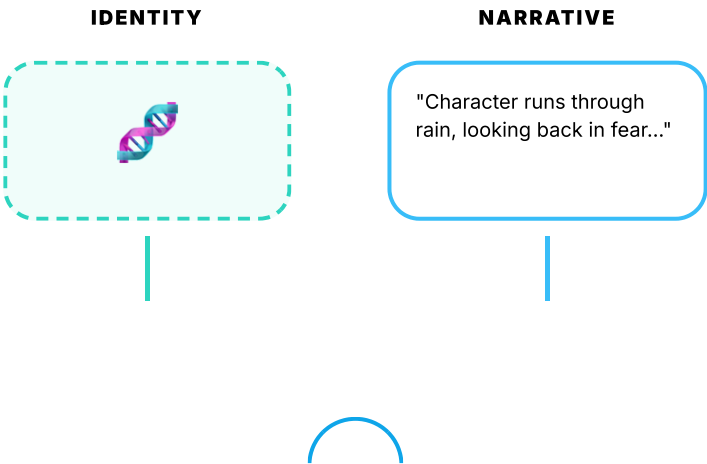 IDENTITY
NARRATIVE
"Character runs through
rain, looking back in fear..."